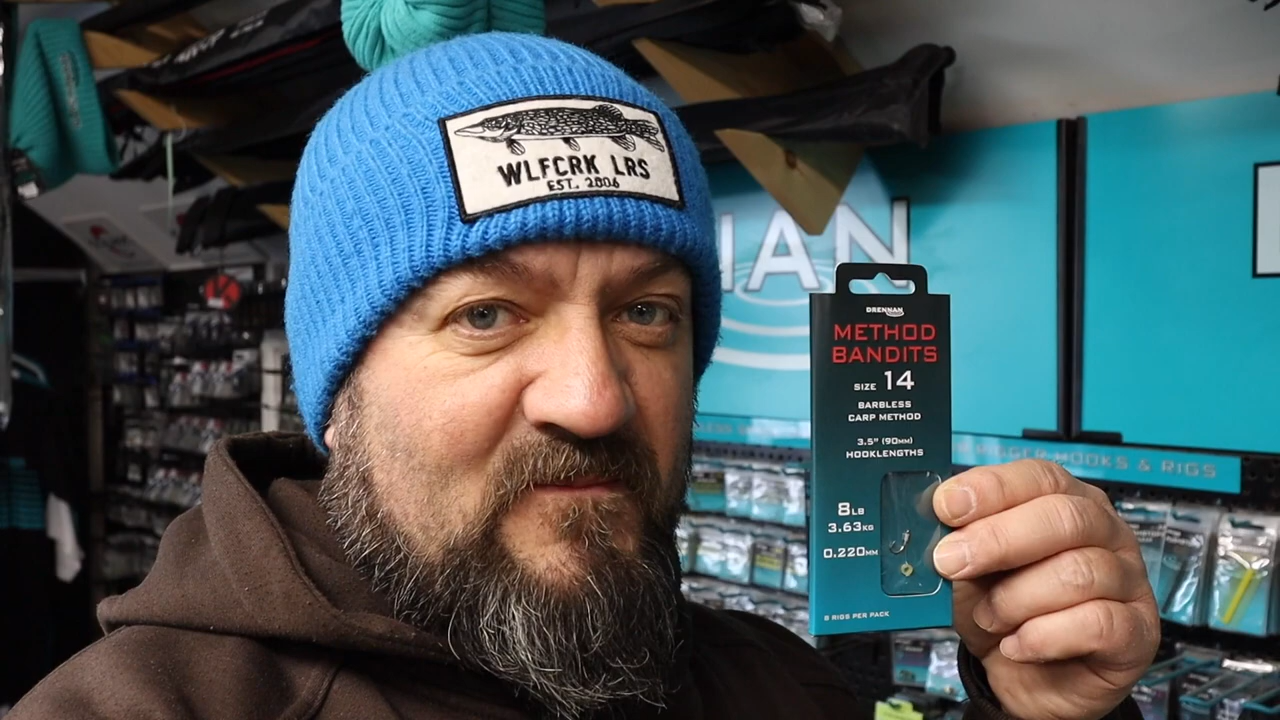 WLFCRK LRS
EST. 2006
IAN
DRENNAN
METHOD
BANDITS
SIZE 14
BARBLESS
CARP METHOD
3.5" (90MM)
HOOKLENGTHS
8LB
3.63KG
0.220MM
8 RIGS PER PACK
HOOKS & RIGS